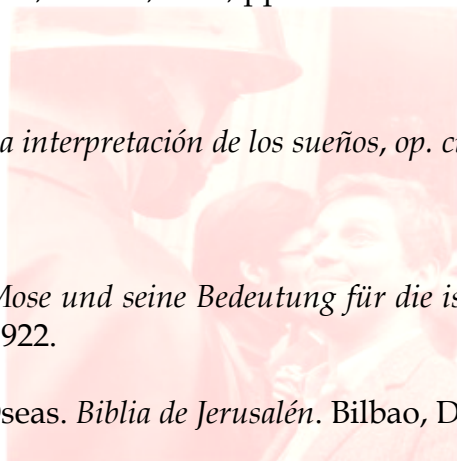 a interpretación de los sueños, op. c
Mose und seine Bedeutung für die is
922.
seas. Biblia de Jerusalén. Bilbao, D